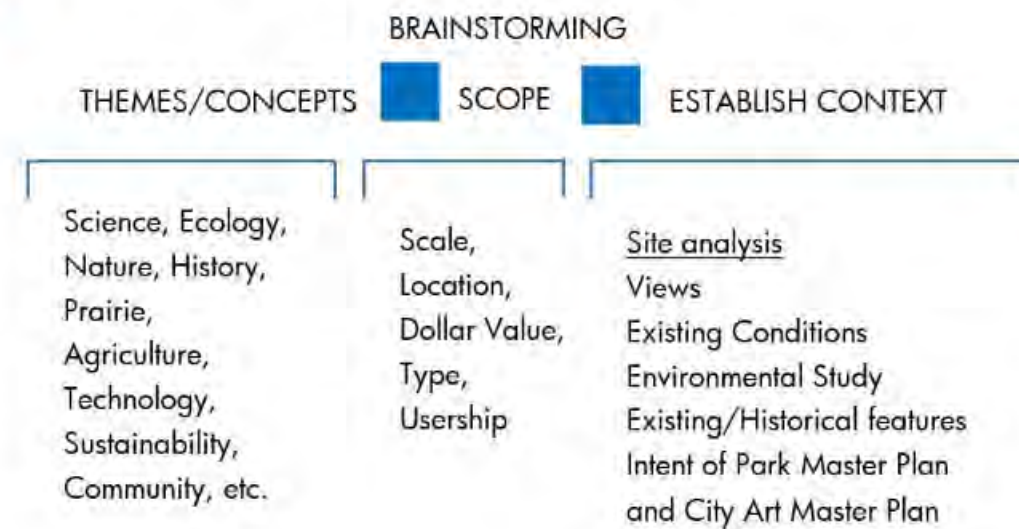 BRAINSTORMING
THEMES/CONCEPTS SCOPE ESTABLISH CONTEXT
Science, Ecology,
Nature, History,
Prairie,
Agriculture,
Technology,
Sustainability,
Community, etc.
Scale,
Location,
Dollar Value,
Type,
Usership
Site analysis
Views
Existing Conditions
Environmental Study
Existing/Historical features
Intent of Park Master Plan
and City Art Master Plan